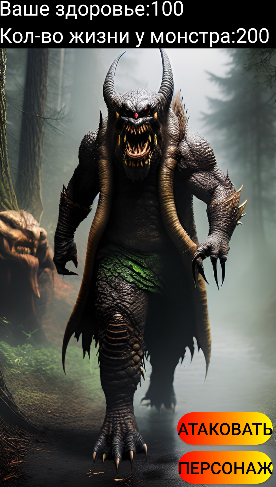 Ваше здоровье:100
Кол-во жизни у монстра:200
АТАКОВАТЬ
ПЕРСОНАЖ